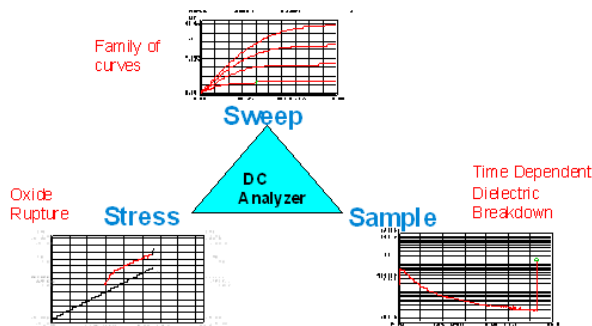 Family of
curves
Sweep
DC
Analyzer
Oxide
Rupture
Stress
Sample
Time Dependent
Dielectric
Breakdown